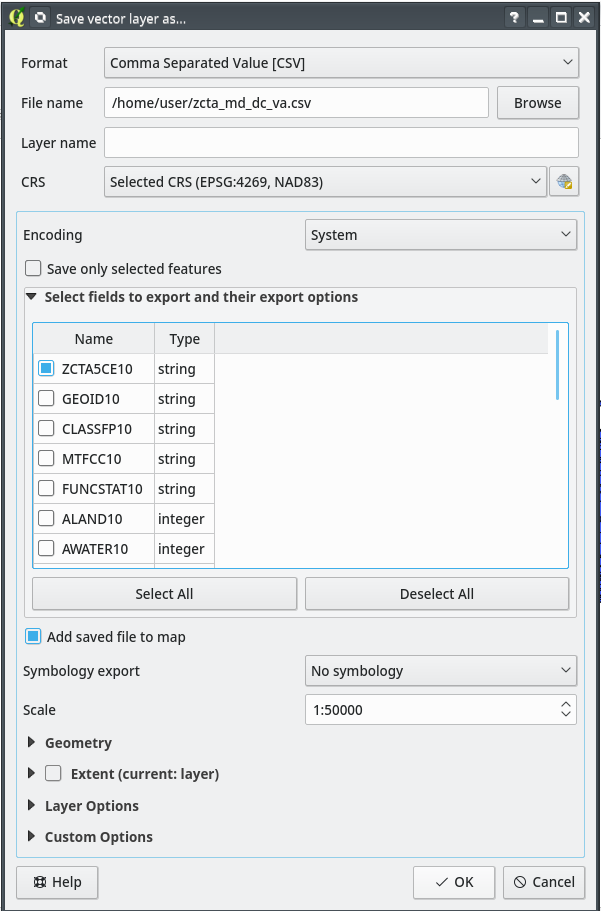 Save vector layer as...
Format Comma Separated Value [CSV]
File name /home/user/zcta_md_dc_va.csv Browse
Layer name
CRS Selected CRS (EPSG:4269, NAD83)
Encoding System
Save only selected features
Select fields to export and their export options
Name Type
ZCTA5CE10 string
GEOID10 string
CLASSFP10 string
MTFCC10 string
FUNCSTAT10 string
ALAND10 integer
AWATER10 integer
Select All Deselect All
Add saved file to map
Symbology export No symbology
Scale 1:50000
Geometry
Extent (current: layer)
Layer Options
Custom Options
Help OK Cancel